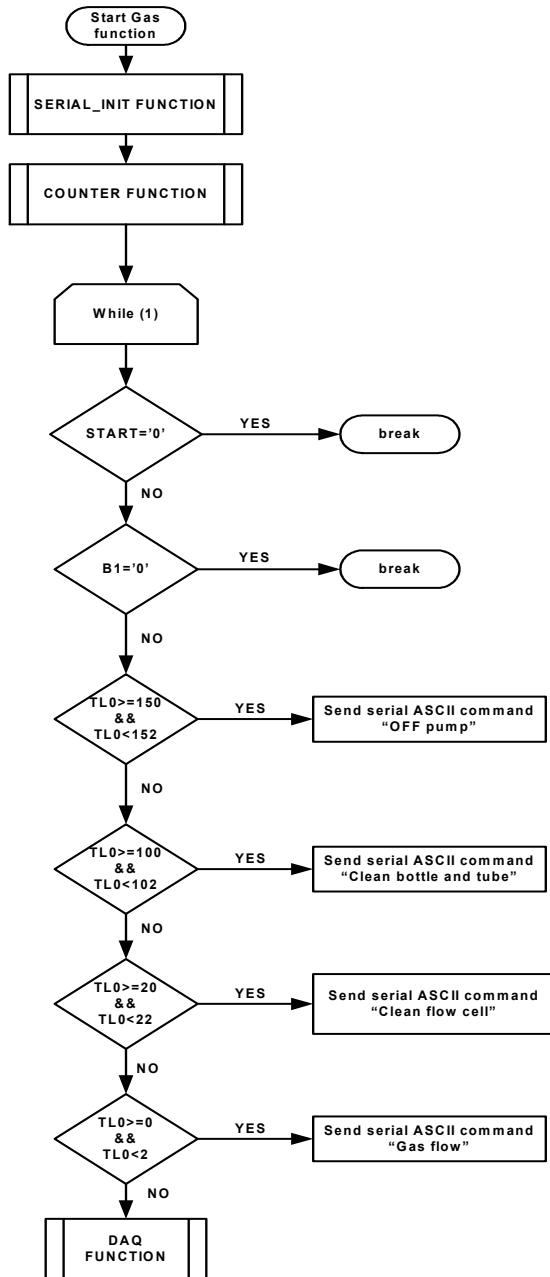 Start Gas
function
SERIAL_INIT FUNCTION
COUNTER FUNCTION
While (1)
START='0'
YES
break
NO
B1='0'
YES
break
NO
TL0>=150
&&
TL0<152
YES
Send serial ASCII command
“OFF pump”
NO
TL0>=100
&&
TL0<102
YES
Send serial ASCII command
“Clean bottle and tube”
NO
TL0>=20
&&
TL0<22
YES
Send serial ASCII command
“Clean flow cell”
NO
TL0>=0
&&
TL0<2
YES
Send serial ASCII command
“Gas flow”
NO
DAQ
FUNCTION